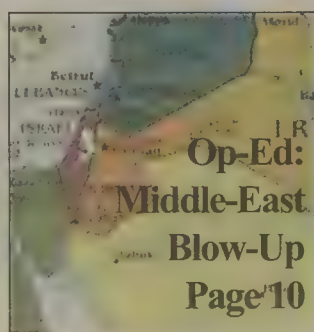 Beirut
LEBANON
ISRAEL
I R
Op-Ed:
Middle-East
Blow-Up
Page 10